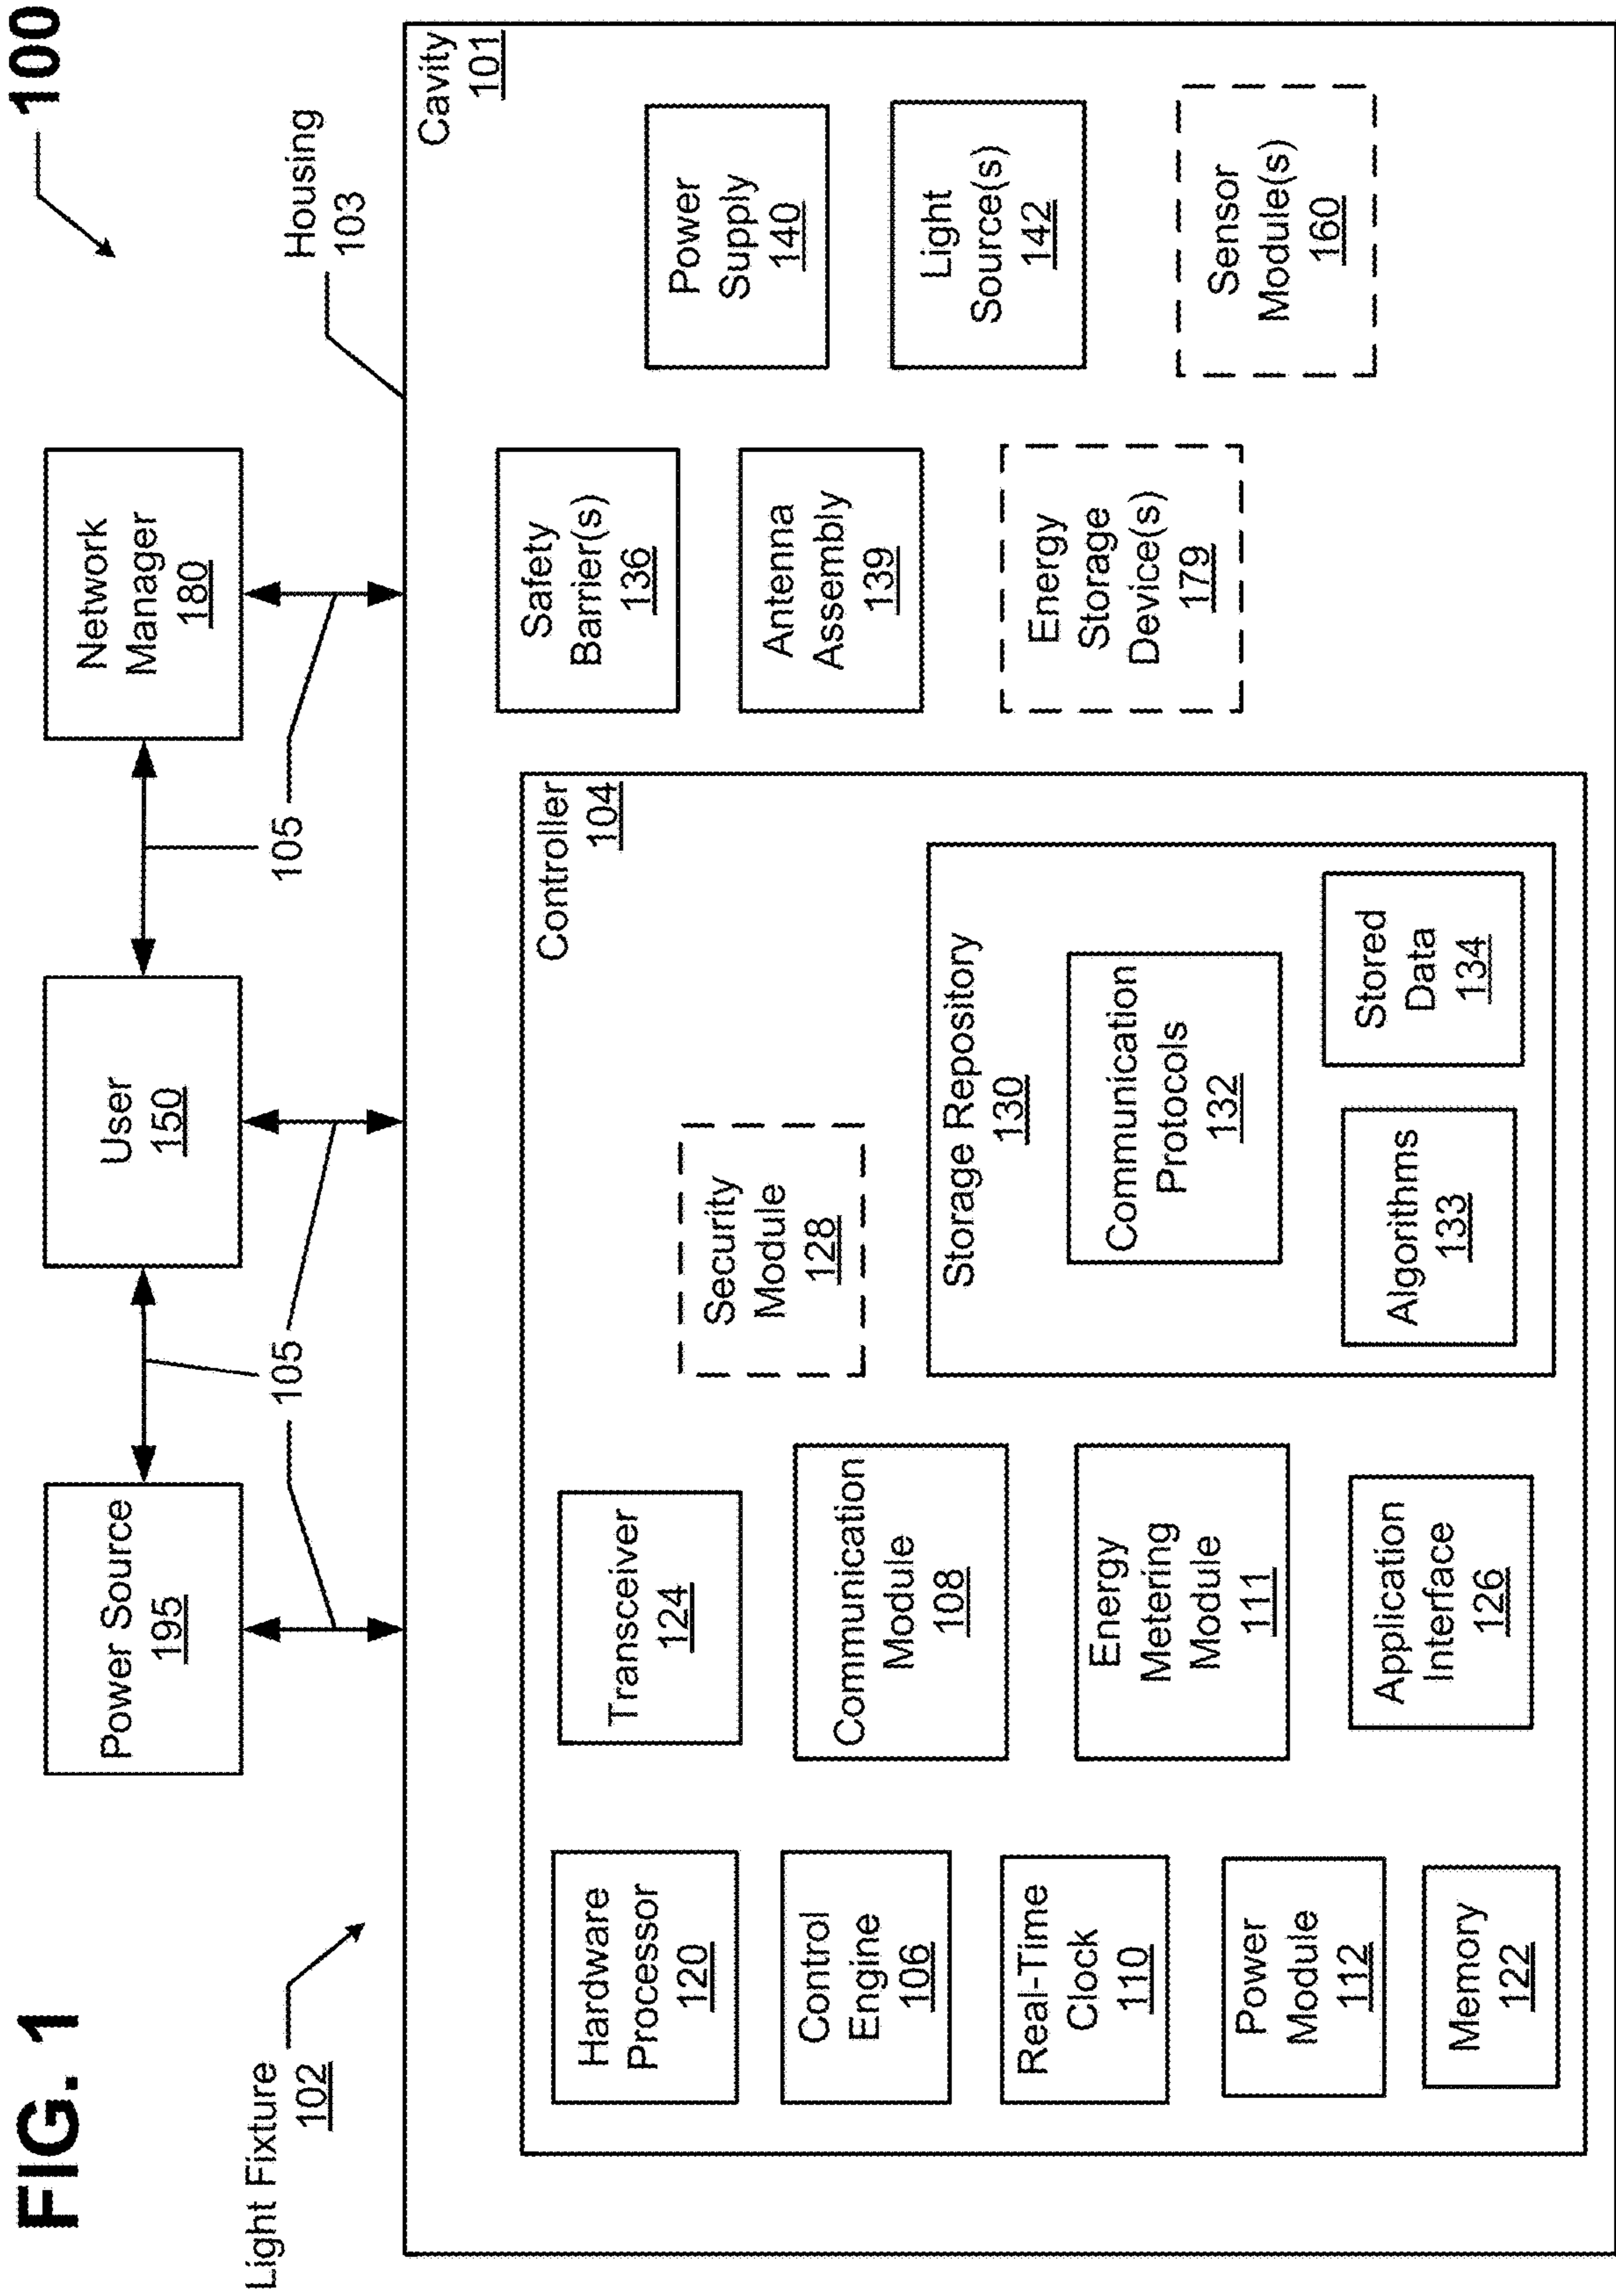 FIG. 1
100
Power Source
195
User
150
Network
Manager
180
105
105
Light Fixture
102
Housing
103
Cavity
101
Controller
104
Hardware
Processor
120
Control
Engine
106
Real-Time
Clock
110
Power
Module
112
Memory
122
Transceiver
124
Communication
Module
108
Energy
Metering
Module
111
Application
Interface
126
Security
Module
128
Storage Repository
130
Communication
Protocols
132
Algorithms
133
Stored
Data
134
Safety
Barrier(s)
136
Antenna
Assembly
139
Energy
Storage
Device(s)
179
Power
Supply
140
Light
Source(s)
142
Sensor
Module(s)
160